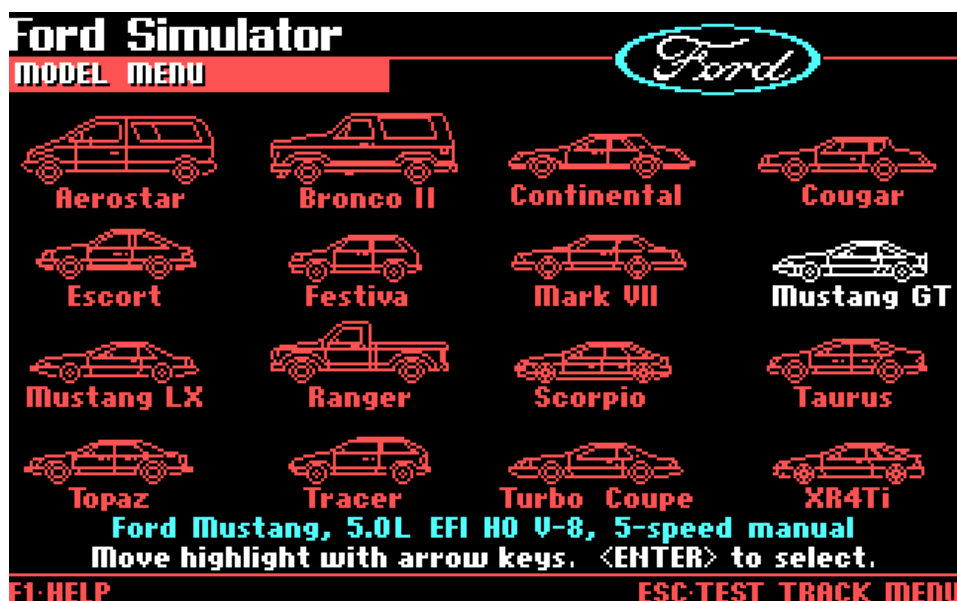 Ford Simulator
Ford
MODEL MENU
Aerostar Bronco II Continental Cougar
Escort Festiva Mark VII Mustang GT
Mustang LX Ranger Scorpio Taurus
Topaz Tracer Turbo Coupe XR4Ti
Ford Mustang, 5.0L EFI HO V-8, 5-speed manual
Move highlight with arrow keys. <ENTER> to select.
F1:HELP ESC:TEST TRACK MENU